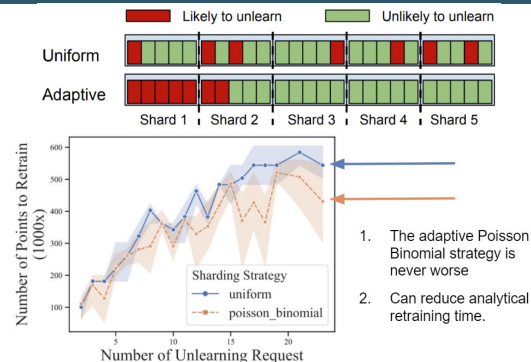 Likely to unlearn Unlikely to unlearn
Uniform
Adaptive
Shard 1 Shard 2 Shard 3 Shard 4 Shard 5
Number of Points to Retrain
(1000x)
600
500
400
300
200
100
Sharding Strategy
uniform
poisson_binomial
5 10 15 20
Number of Unlearning Request
1. The adaptive Poisson
Binomial strategy is
never worse
2. Can reduce analytical
retraining time.